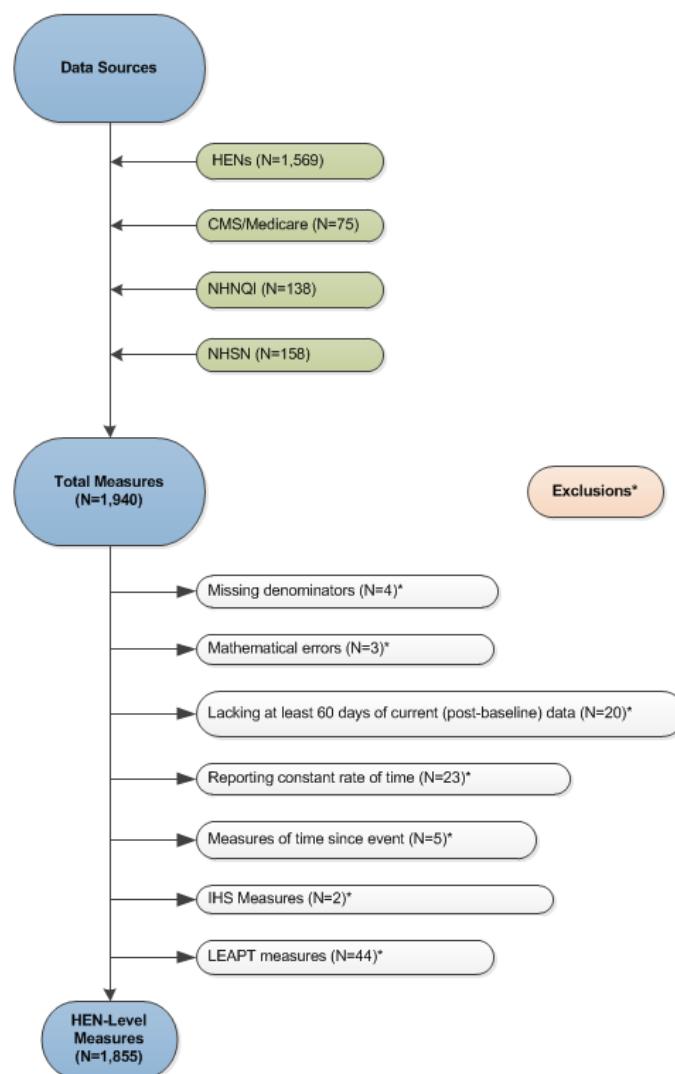 Data Sources
HENs (N=1,569)
CMS/Medicare (N=75)
NHNQI (N=138)
NHSN (N=158)
Total Measures
(N=1,940)
Exclusions*
Missing denominators (N=4)*
Mathematical errors (N=3)*
Lacking at least 60 days of current (post-baseline) data (N=20)*
Reporting constant rate of time (N=23)*
Measures of time since event (N=5)*
IHS Measures (N=2)*
LEAPT measures (N=44)*
HEN-Level
Measures
(N=1,855)